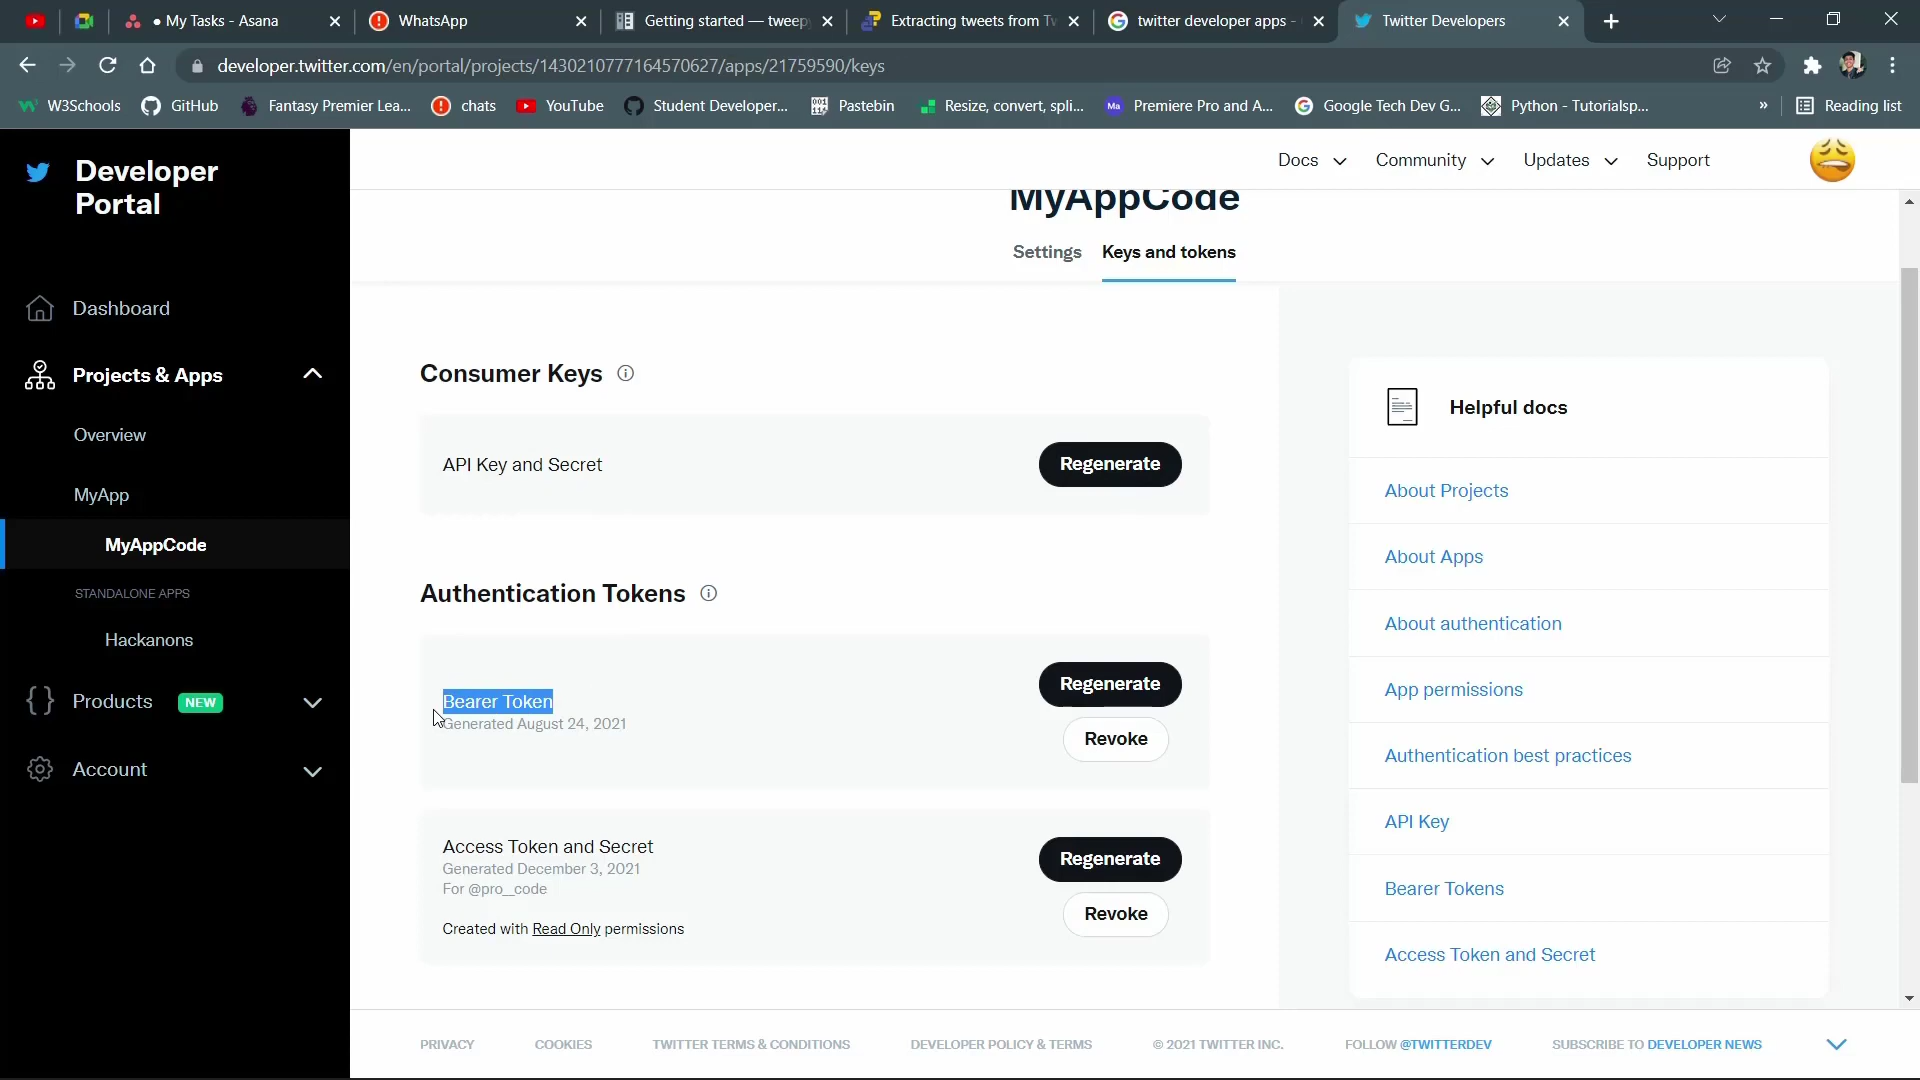 • My Tasks - Asana
WhatsApp
Getting started — tweepy
Extracting tweets from Tw
twitter developer apps -
Twitter Developers
developer.twitter.com/en/portal/projects/1430210777164570627/apps/21759590/keys
W3Schools
GitHub
Fantasy Premier Lea...
chats
YouTube
Student Developer...
Pastebin
Resize, convert, spli...
Ma
Premiere Pro and A...
Google Tech Dev G...
Python - Tutorialsp...
»
Reading list
Developer
Portal
Docs
Community
Updates
Support
MyAppCode
Settings
Keys and tokens
Dashboard
Projects & Apps
Overview
MyApp
MyAppCode
STANDALONE APPS
Hackanons
Products
NEW
Account
Consumer Keys
API Key and Secret
Regenerate
Authentication Tokens
Bearer Token
Generated August 24, 2021
Regenerate
Revoke
Access Token and Secret
Generated December 3, 2021
For @pro__code
Created with Read Only permissions
Regenerate
Revoke
Helpful docs
About Projects
About Apps
About authentication
App permissions
Authentication best practices
API Key
Bearer Tokens
Access Token and Secret
PRIVACY
COOKIES
TWITTER TERMS & CONDITIONS
DEVELOPER POLICY & TERMS
© 2021 TWITTER INC.
FOLLOW @TWITTERDEV
SUBSCRIBE TO DEVELOPER NEWS